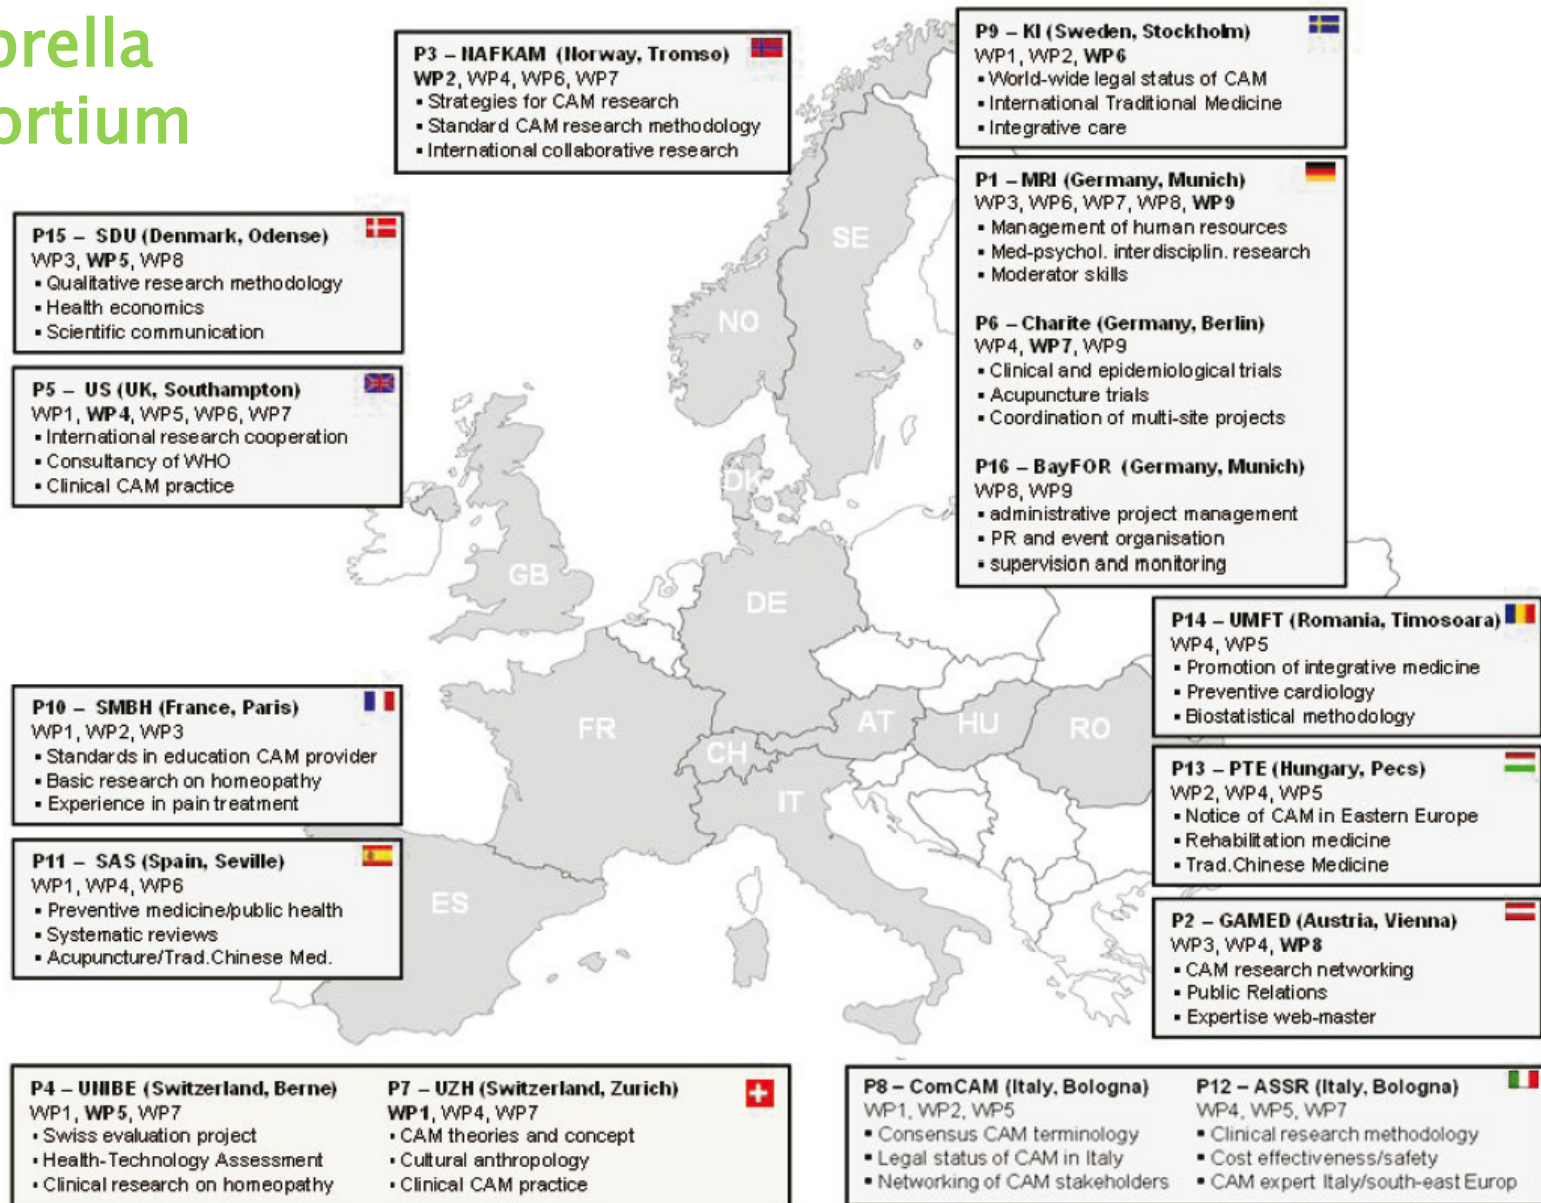 brella
ortium
P3 – NAFKAM (Norway, Tromso)
WP2, WP4, WP6, WP7
▪ Strategies for CAM research
▪ Standard CAM research methodology
▪ International collaborative research
P9 – KI (Sweden, Stockholm)
WP1, WP2, WP6
▪ World-wide legal status of CAM
▪ International Traditional Medicine
▪ Integrative care
P1 – MRI (Germany, Munich)
WP3, WP6, WP7, WP8, WP9
▪ Management of human resources
▪ Med-psychol. interdisciplin. research
▪ Moderator skills
P6 – Charite (Germany, Berlin)
WP4, WP7, WP9
▪ Clinical and epidemiological trials
▪ Acupuncture trials
▪ Coordination of multi-site projects
P16 – BayFOR (Germany, Munich)
WP8, WP9
▪ administrative project management
▪ PR and event organisation
▪ supervision and monitoring
P15 – SDU (Denmark, Odense)
WP3, WP5, WP8
▪ Qualitative research methodology
▪ Health economics
▪ Scientific communication
P5 – US (UK, Southampton)
WP1, WP4, WP5, WP6, WP7
▪ International research cooperation
▪ Consultancy of WHO
▪ Clinical CAM practice
SE
NO
DK
GB
DE
FR
CH
AT
HU
RO
IT
ES
P14 – UMFT (Romania, Timosoara)
WP4, WP5
▪ Promotion of integrative medicine
▪ Preventive cardiology
▪ Biostatistical methodology
P10 – SMBH (France, Paris)
WP1, WP2, WP3
▪ Standards in education CAM provider
▪ Basic research on homeopathy
▪ Experience in pain treatment
P13 – PTE (Hungary, Pecs)
WP2, WP4, WP5
▪ Notice of CAM in Eastern Europe
▪ Rehabilitation medicine
▪ Trad.Chinese Medicine
P11 – SAS (Spain, Seville)
WP1, WP4, WP6
▪ Preventive medicine/public health
▪ Systematic reviews
▪ Acupuncture/Trad.Chinese Med.
P2 – GAMED (Austria, Vienna)
WP3, WP4, WP8
▪ CAM research networking
▪ Public Relations
▪ Expertise web-master
P4 – UNIBE (Switzerland, Berne)
WP1, WP5, WP7
▪ Swiss evaluation project
▪ Health-Technology Assessment
▪ Clinical research on homeopathy
P7 – UZH (Switzerland, Zurich)
WP1, WP4, WP7
▪ CAM theories and concept
▪ Cultural anthropology
▪ Clinical CAM practice
P8 – ComCAM (Italy, Bologna)
WP1, WP2, WP5
▪ Consensus CAM terminology
▪ Legal status of CAM in Italy
▪ Networking of CAM stakeholders
P12 – ASSR (Italy, Bologna)
WP4, WP5, WP7
▪ Clinical research methodology
▪ Cost effectiveness/safety
▪ CAM expert Italy/south-east Europ